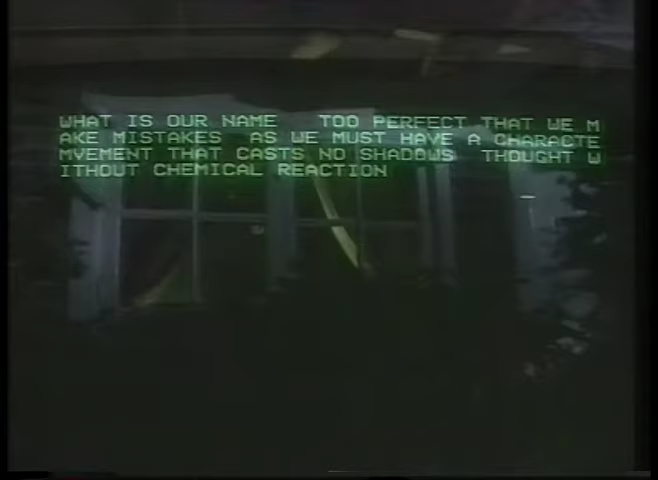 WHAT IS OUR NAME   TOO PERFECT THAT WE M
AKE MISTAKES  AS WE MUST HAVE A CHARACTE
MVEMENT THAT CASTS NO SHADOWS  THOUGHT W
ITHOUT CHEMICAL REACTION